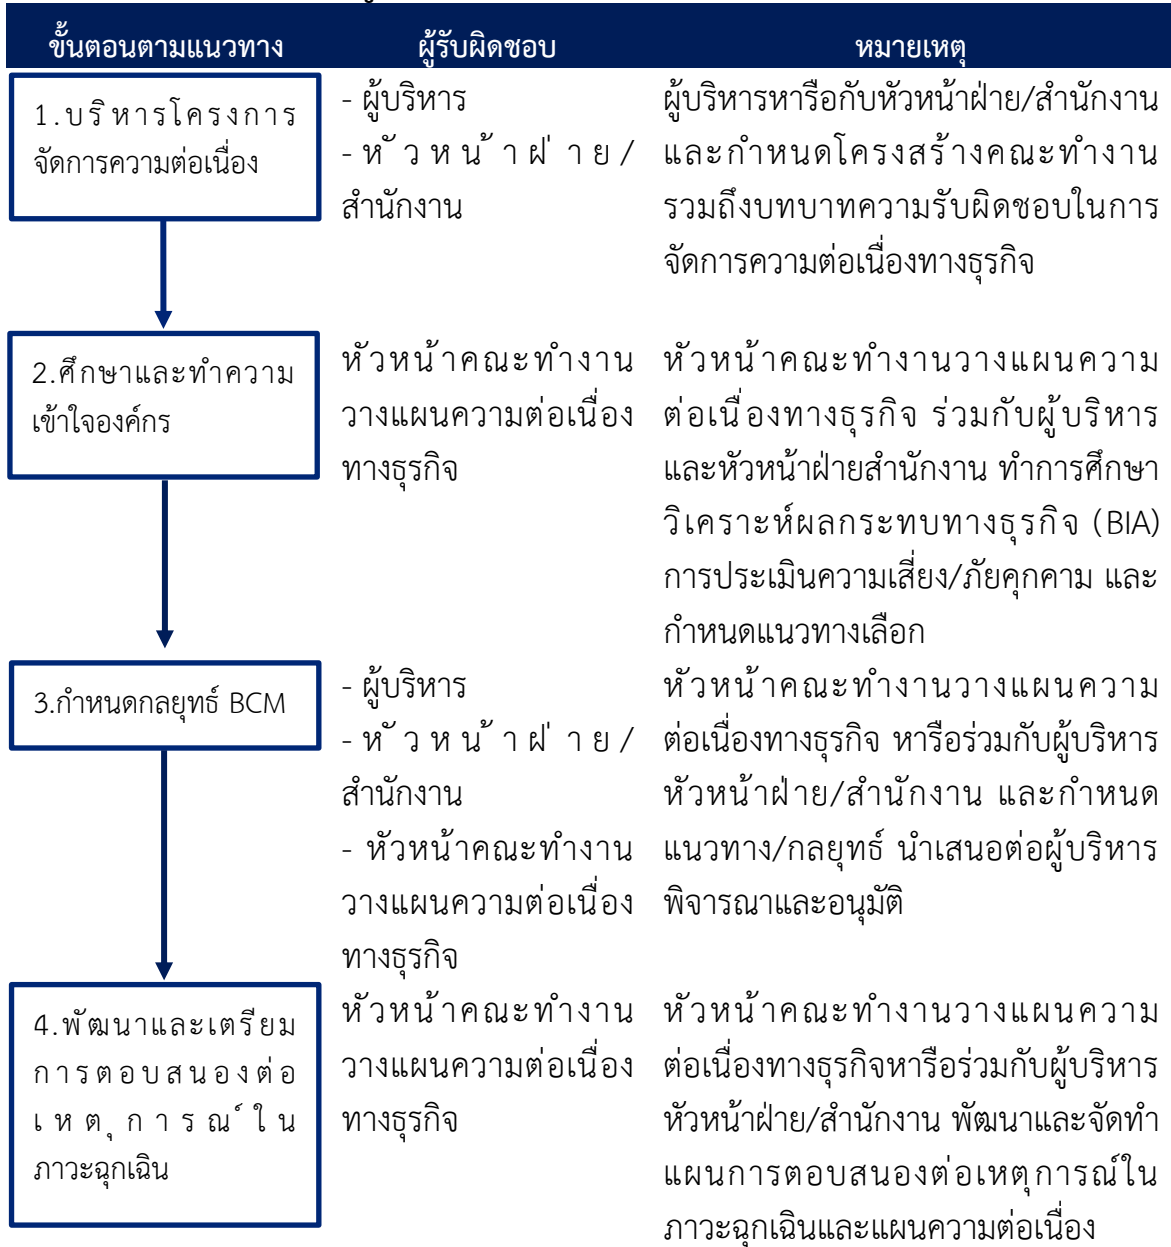 ขั้นตอนตามแนวทาง
ผู้รับผิดชอบ
หมายเหตุ
1.บริหารโครงการ
จัดการความต่อเนื่อง
- ผู้บริหาร
- หัวหน้าฝ่าย/
สำนักงาน
ผู้บริหารหารือกับหัวหน้าฝ่าย/สำนักงาน
และกำหนดโครงสร้างคณะทำงาน
รวมถึงบทบาทความรับผิดชอบในการ
จัดการความต่อเนื่องทางธุรกิจ
2.ศึกษาและทำความ
เข้าใจองค์กร
หัวหน้าคณะทำงาน
วางแผนความต่อเนื่อง
ทางธุรกิจ
หัวหน้าคณะทำงานวางแผนความ
ต่อเนื่องทางธุรกิจ ร่วมกับผู้บริหาร
และหัวหน้าฝ่ายสำนักงาน ทำการศึกษา
วิเคราะห์ผลกระทบทางธุรกิจ (BIA)
การประเมินความเสี่ยง/ภัยคุกคาม และ
กำหนดแนวทางเลือก
3.กำหนดกลยุทธ์ BCM
- ผู้บริหาร
- หัวหน้าฝ่าย/
สำนักงาน
- หัวหน้าคณะทำงาน
วางแผนความต่อเนื่อง
ทางธุรกิจ
หัวหน้าคณะทำงานวางแผนความ
ต่อเนื่องทางธุรกิจ หารือร่วมกับผู้บริหาร
หัวหน้าฝ่าย/สำนักงาน และกำหนด
แนวทาง/กลยุทธ์ นำเสนอต่อผู้บริหาร
พิจารณาและอนุมัติ
4.พัฒนาและเตรียม
การตอบสนองต่อ
เหตุการณ์ใน
ภาวะฉุกเฉิน
หัวหน้าคณะทำงาน
วางแผนความต่อเนื่อง
ทางธุรกิจ
หัวหน้าคณะทำงานวางแผนความ
ต่อเนื่องทางธุรกิจหารือร่วมกับผู้บริหาร
หัวหน้าฝ่าย/สำนักงาน พัฒนาและจัดทำ
แผนการตอบสนองต่อเหตุการณ์ใน
ภาวะฉุกเฉินและแผนความต่อเนื่อง